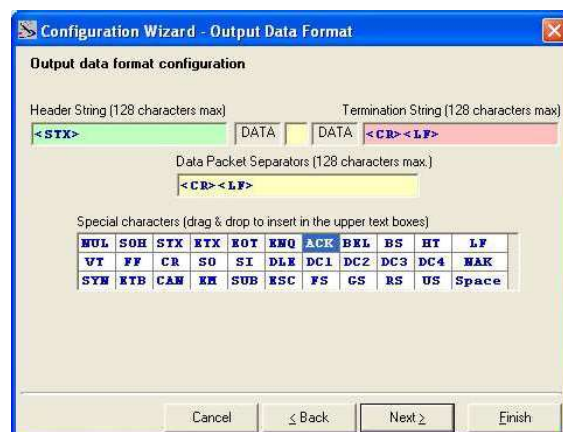 Configuration Wizard - Output Data Format
Output data format configuration
Header String (128 characters max) Termination String (128 characters max)
<STX> DATA DATA <CR><LF>
Data Packet Separators (128 characters max.)
<CR><LF>
Special characters (drag & drop to insert in the upper text boxes)
NUL SOH STX ETX EOT ENQ ACK BEL BS HT LF
VT FF CR SO SI DLE DC1 DC2 DC3 DC4 NAK
SYN ETB CAN EM SUB ESC FS GS RS US Space
Cancel < Back Next > Finish